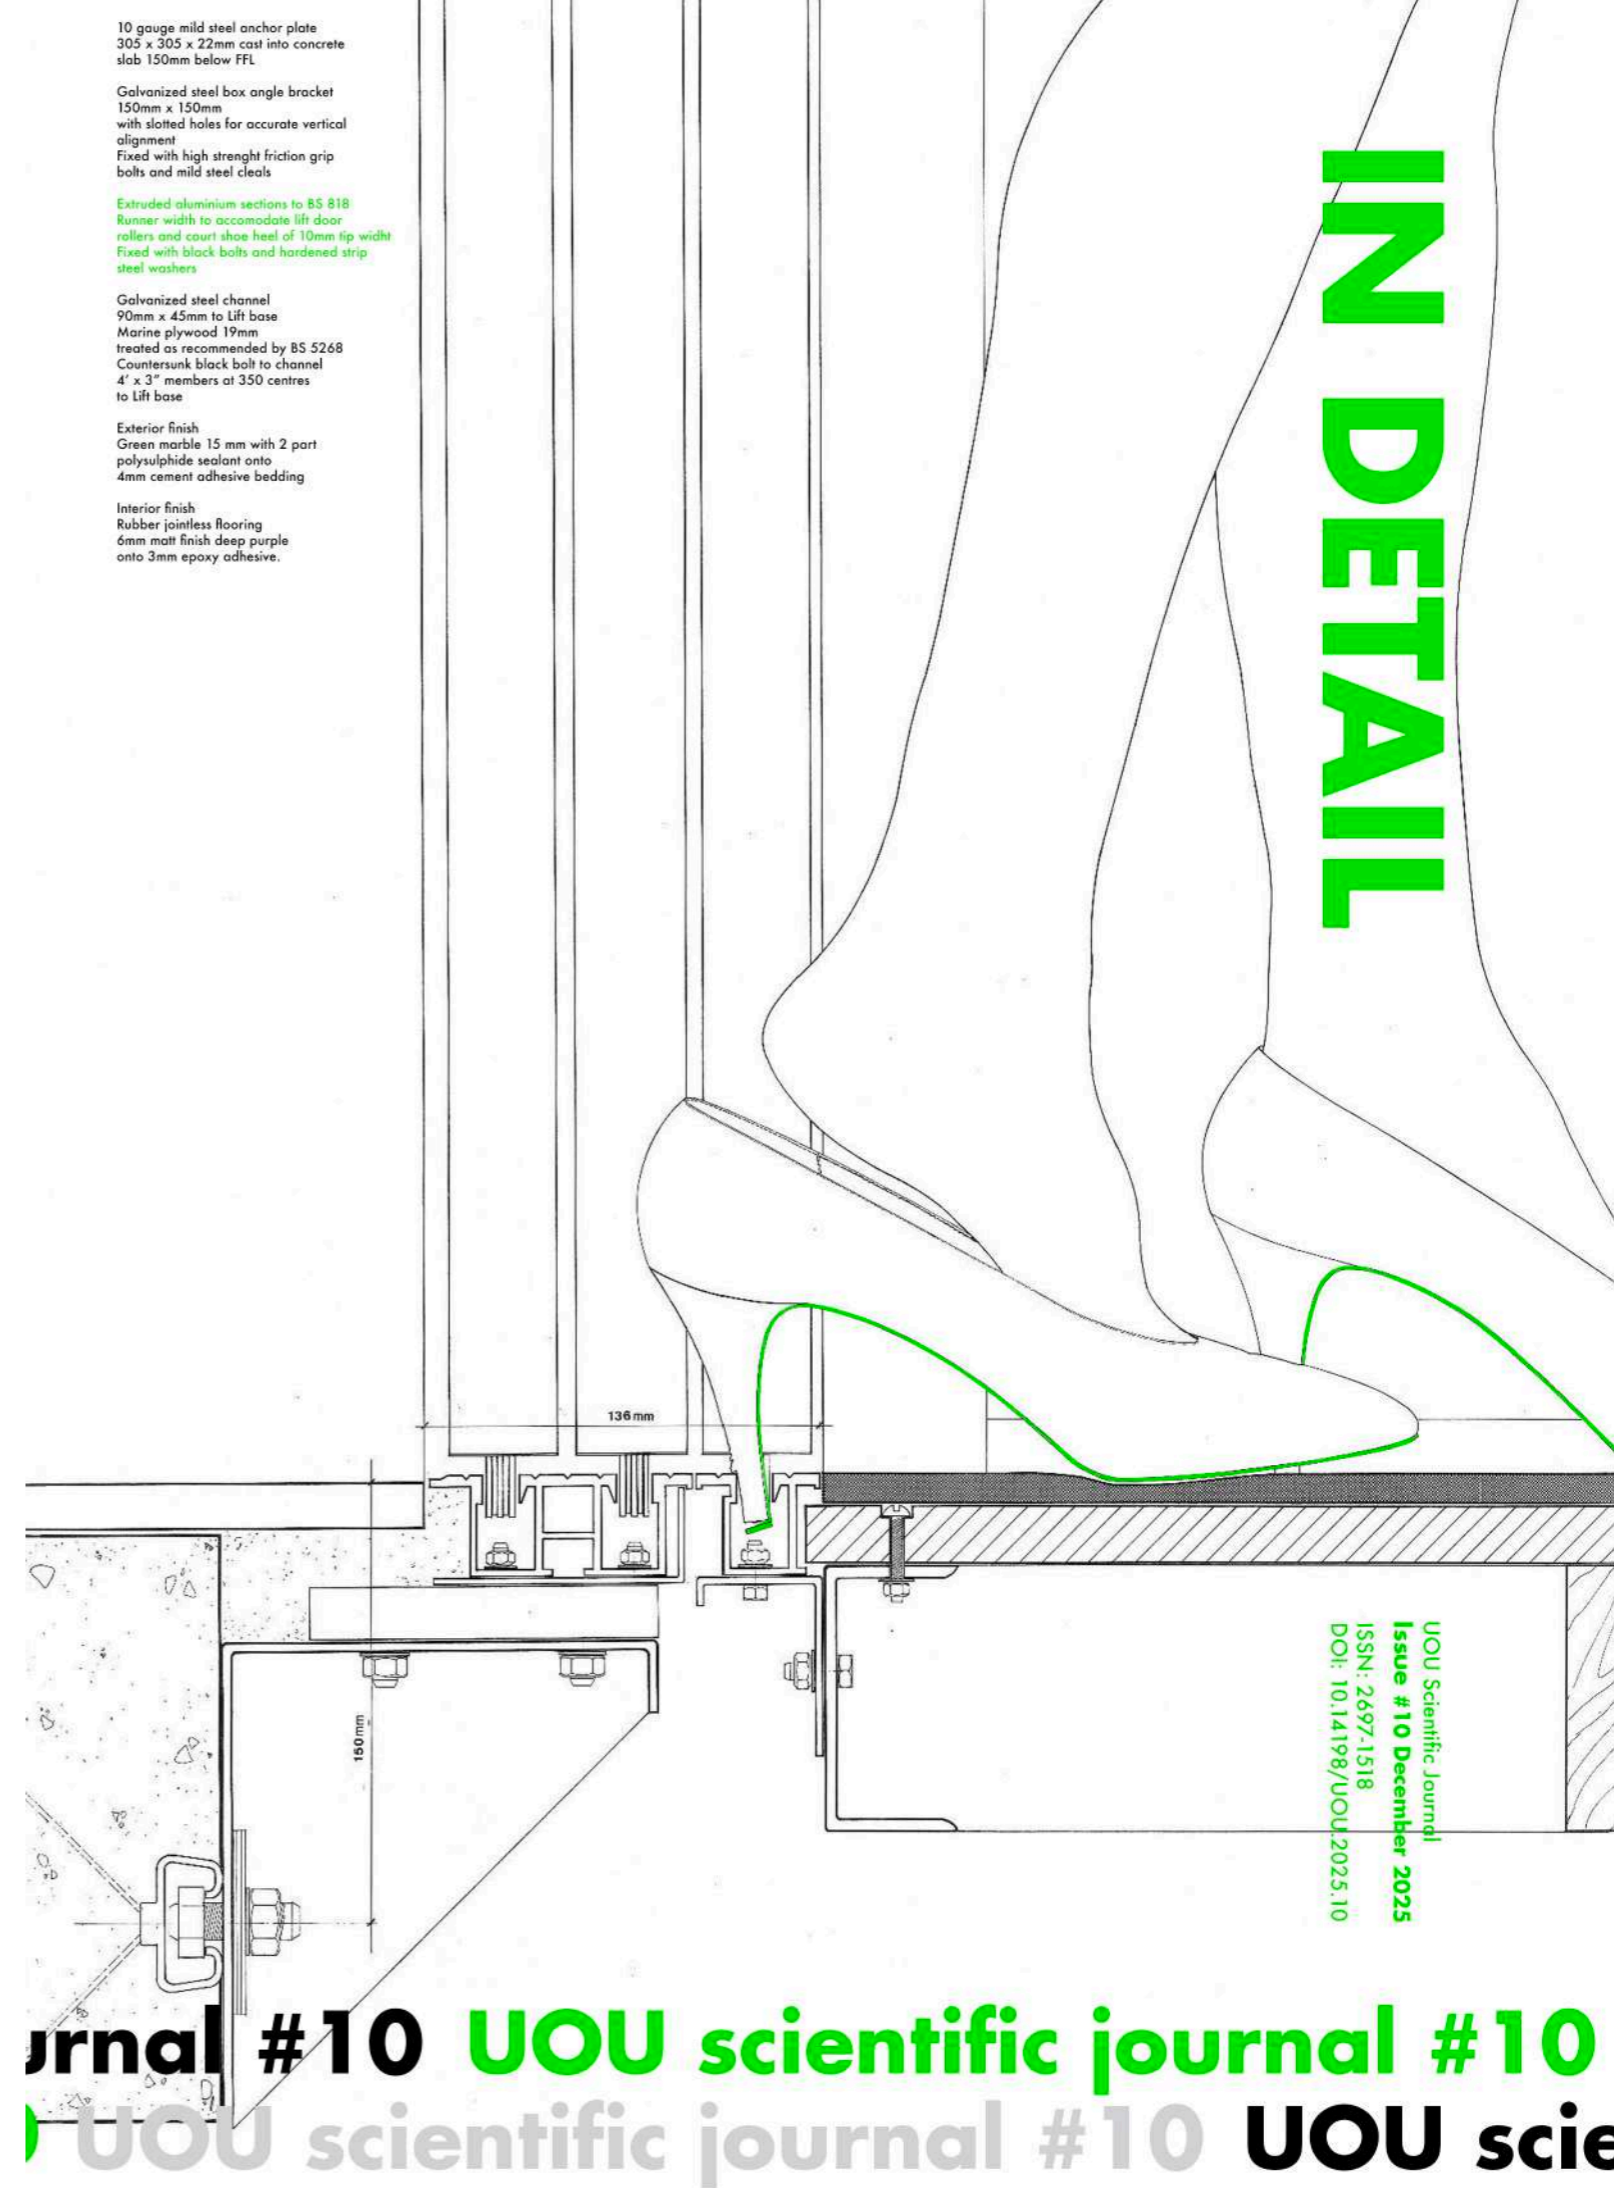 10 gauge mild steel anchor plate
305 x 305 x 22mm cast into concrete
slab 150mm below FFL
Galvanized steel box angle bracket
150mm x 150mm
with slotted holes for accurate vertical
alignment
Fixed with high strenght friction grip
bolts and mild steel cleals
Extruded aluminium sections to BS 818
Runner width to accomodate lift door
rollers and court shoe heel of 10mm tip widht
Fixed with black bolts and hardened strip
steel washers
Galvanized steel channel
90mm x 45mm to Lift base
Marine plywood 19mm
treated as recommended by BS 5268
Countersunk black bolt to channel
4' x 3" members at 350 centres
to Lift base
Exterior finish
Green marble 15 mm with 2 part
polysulphide sealant onto
4mm cement adhesive bedding
Interior finish
Rubber jointless flooring
6mm matt finish deep purple
onto 3mm epoxy adhesive.
IN DETAIL
136mm
150mm
UOU Scientific Journal
Issue #10 December 2025
ISSN: 2697-1518
DOI: 10.14198/UOU.2025.10
urnal #10 UOU scientific journal #10
UOU scientific journal #10 UOU scie